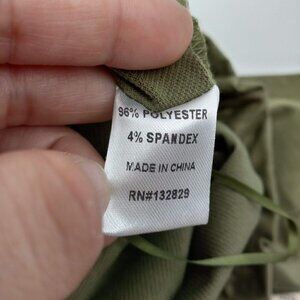 96% POLYESTER
4% SPANDEX
MADE IN CHINA
RN#132829